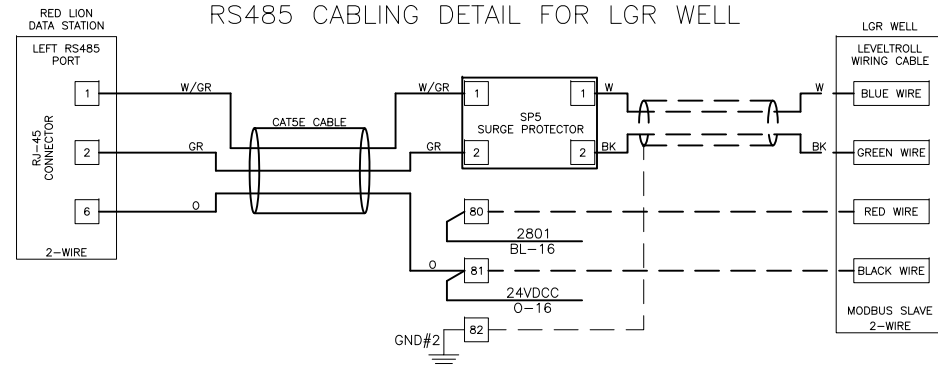 RS485 CABLING DETAIL FOR LGR WELL
RED LION
DATA STATION
LEFT RS485
PORT
RJ-45
CONNECTOR
1
2
6
2-WIRE
W/GR
GR
O
CAT5E CABLE
W/GR
GR
O
1
2
SP5
SURGE PROTECTOR
1
2
W
BK
80
2801
BL-16
81
24VDCC
O-16
82
GND#2
W
BK
LGR WELL
LEVELTROLL
WIRING CABLE
BLUE WIRE
GREEN WIRE
RED WIRE
BLACK WIRE
MODBUS SLAVE
2-WIRE